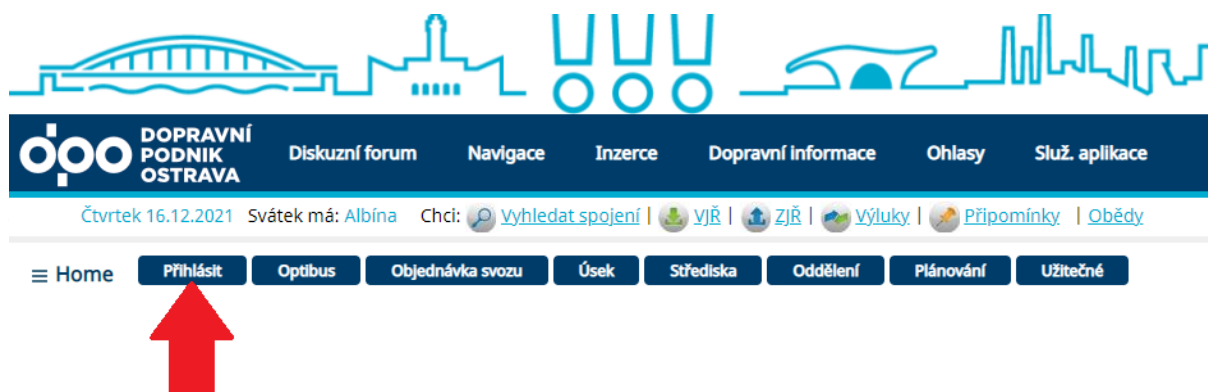 DOPRAVNÍ
PODNIK
OSTRAVA
Diskuzní forum Navigace Inzerce Dopravní informace Ohlasy Služ. aplikace
Čtvrtek 16.12.2021 Svátek má: Albína Chci: Vyhledat spojení | VJŘ | ZJŘ | Výluky | Připomínky | Obědy
≡ Home Přihlásit Optibus Objednávka svozu Úsek Střediska Oddělení Plánování Užitečné